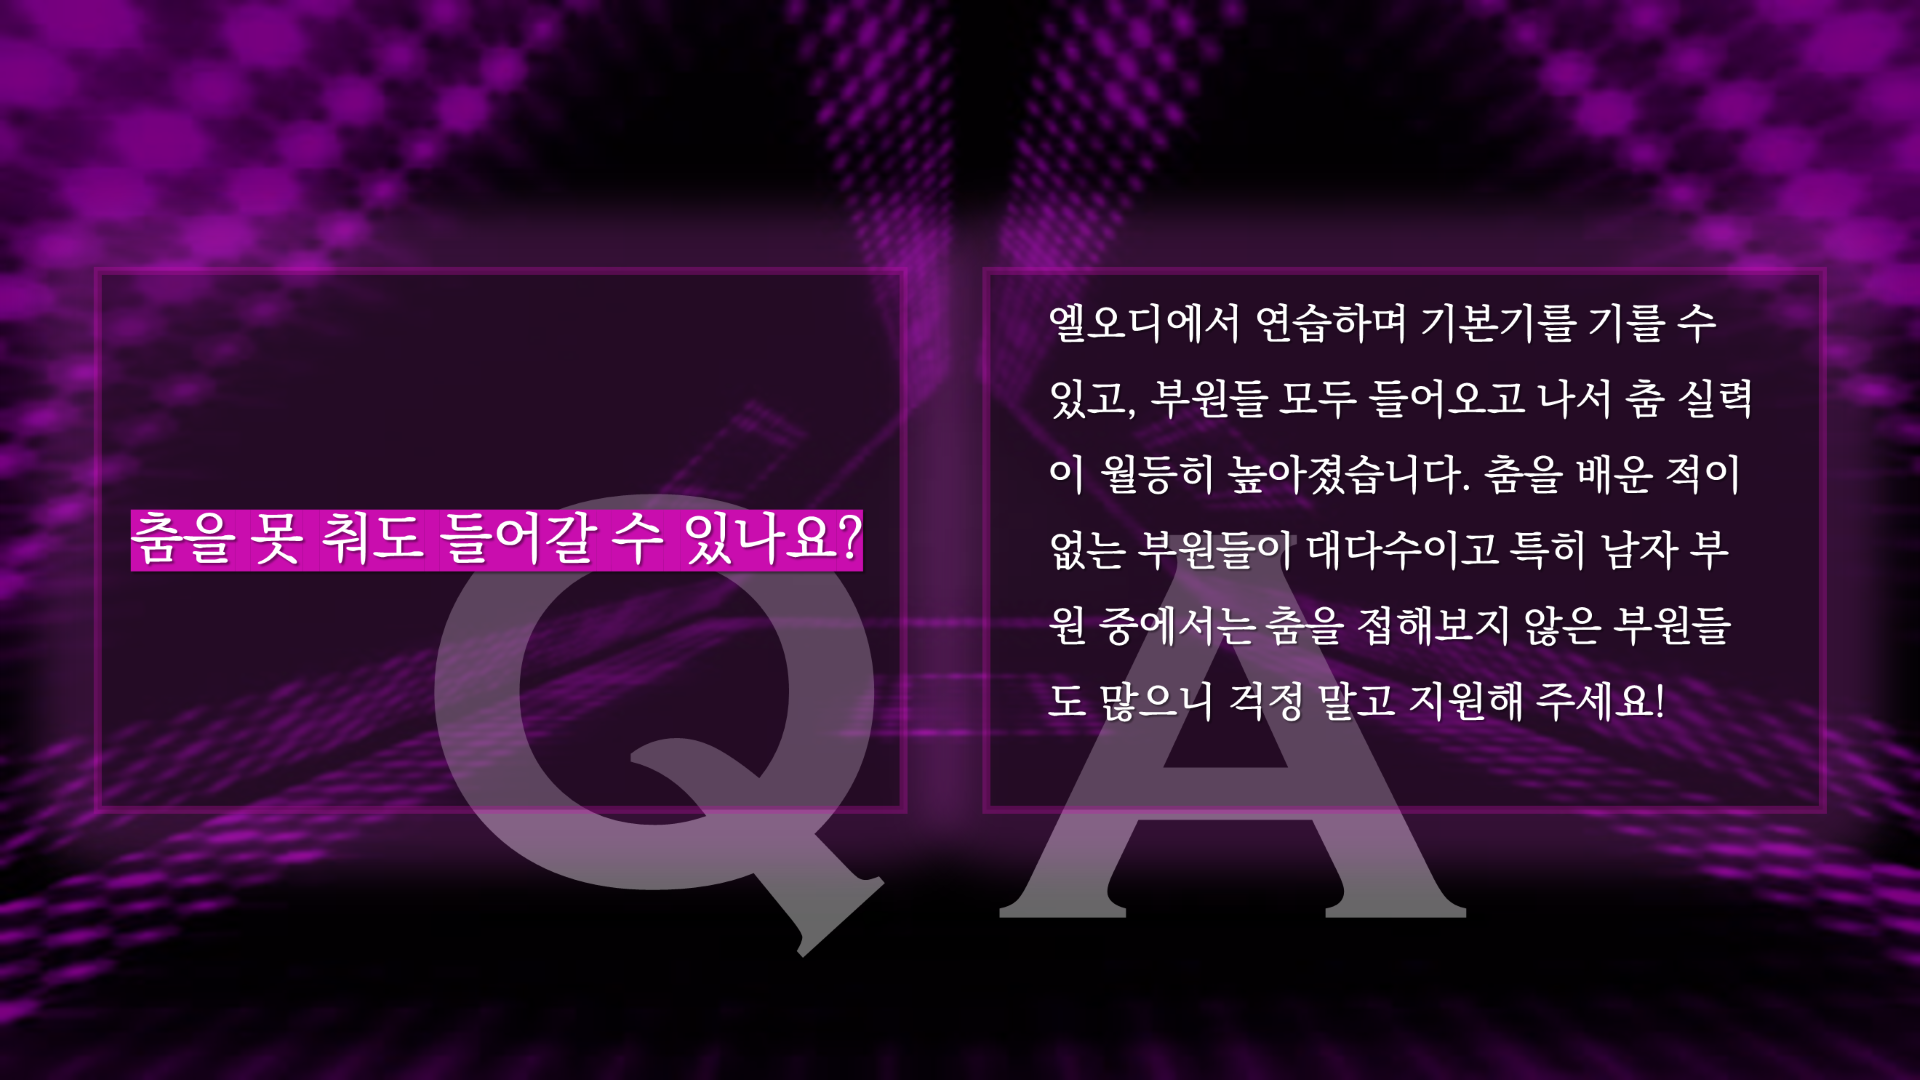 춤을 못 춰도 들어갈 수 있나요?
Q
엘오디에서 연습하며 기본기를 기를 수
있고, 부원들 모두 들어오고 나서 춤 실력
이 월등히 높아졌습니다. 춤을 배운 적이
없는 부원들이 대다수이고 특히 남자 부
원 중에서는 춤을 접해보지 않은 부원들
도 많으니 걱정 말고 지원해 주세요!
A